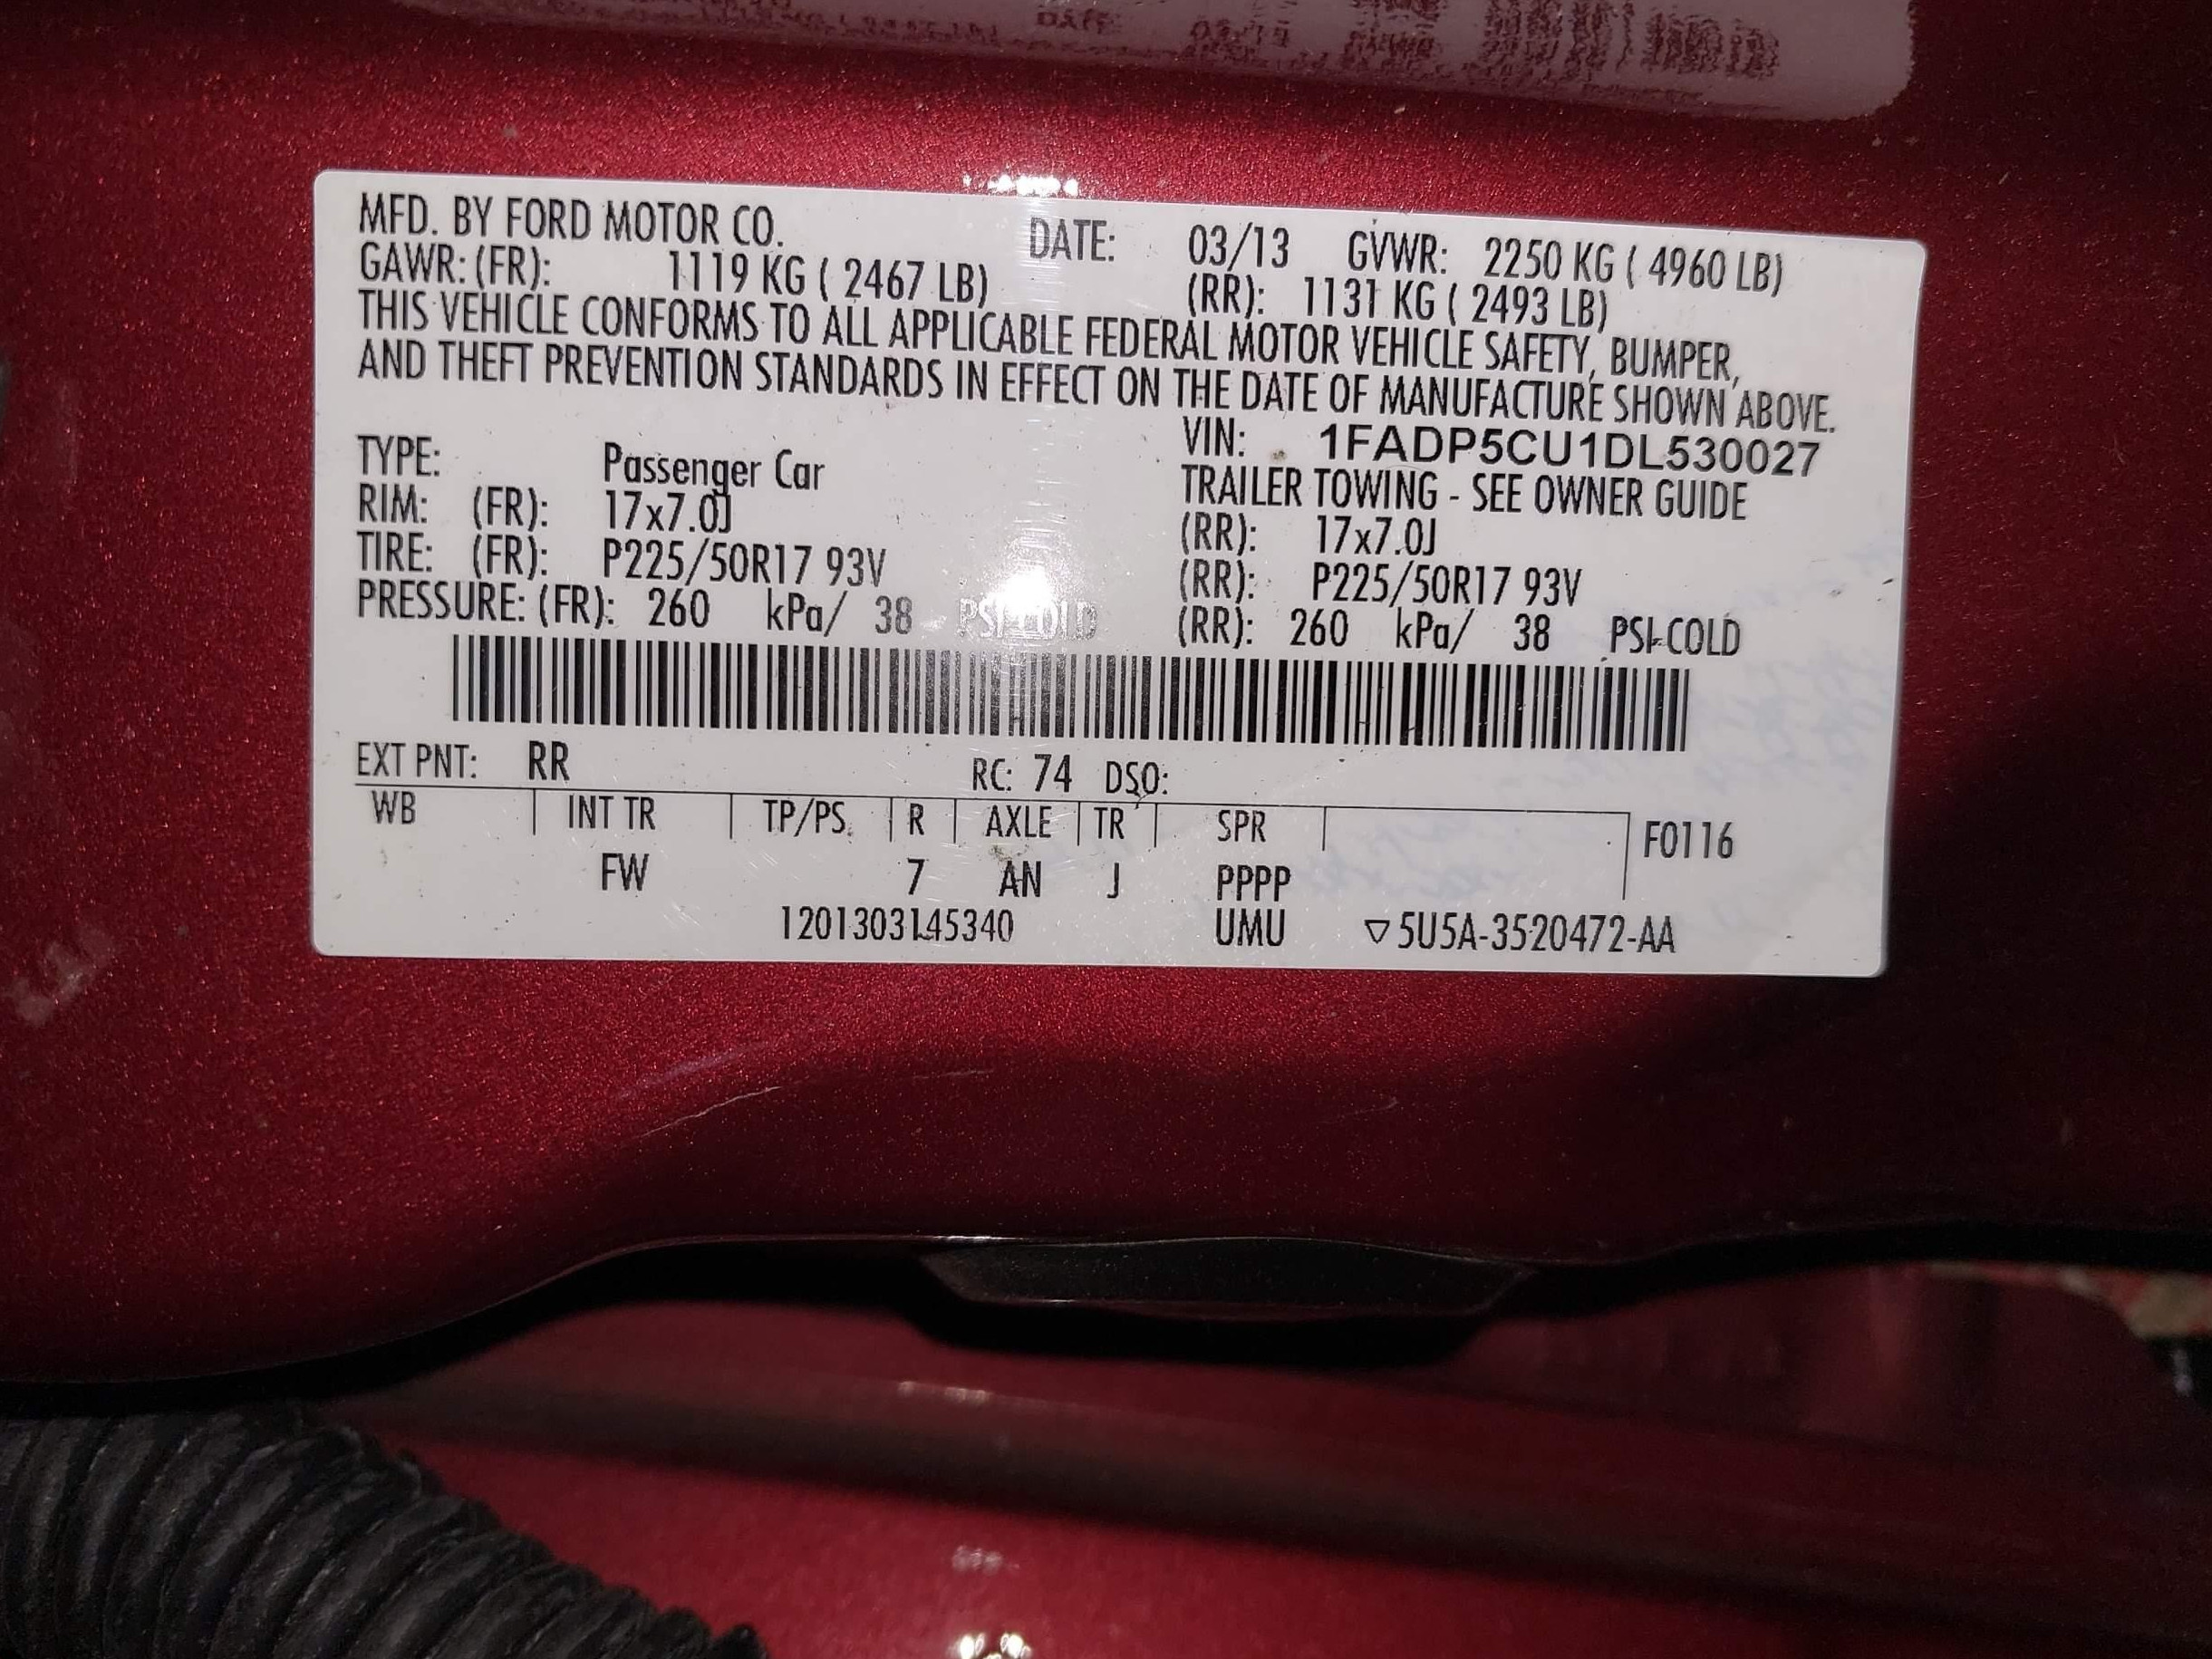 MFD. BY FORD MOTOR CO. DATE: 03/13 GVWR: 2250 KG ( 4960 LB)
GAWR: (FR): 1119 KG ( 2467 LB) (RR): 1131 KG ( 2493 LB)
THIS VEHICLE CONFORMS TO ALL APPLICABLE FEDERAL MOTOR VEHICLE SAFETY, BUMPER,
AND THEFT PREVENTION STANDARDS IN EFFECT ON THE DATE OF MANUFACTURE SHOWN ABOVE.
VIN: 1FADP5CU1DL530027
TYPE: Passenger Car TRAILER TOWING - SEE OWNER GUIDE
RIM: (FR): 17x7.0J (RR): 17x7.0J
TIRE: (FR): P225/50R17 93V (RR): P225/50R17 93V
PRESSURE: (FR): 260 kPa/ 38 PSI-COLD (RR): 260 kPa/ 38 PSI-COLD
EXT PNT: RR RC: 74 DSO:
WB INT TR TP/PS R AXLE TR SPR F0116
FW 7 AN J PPPP
1201303145340 UMU ▽5U5A-3520472-AA